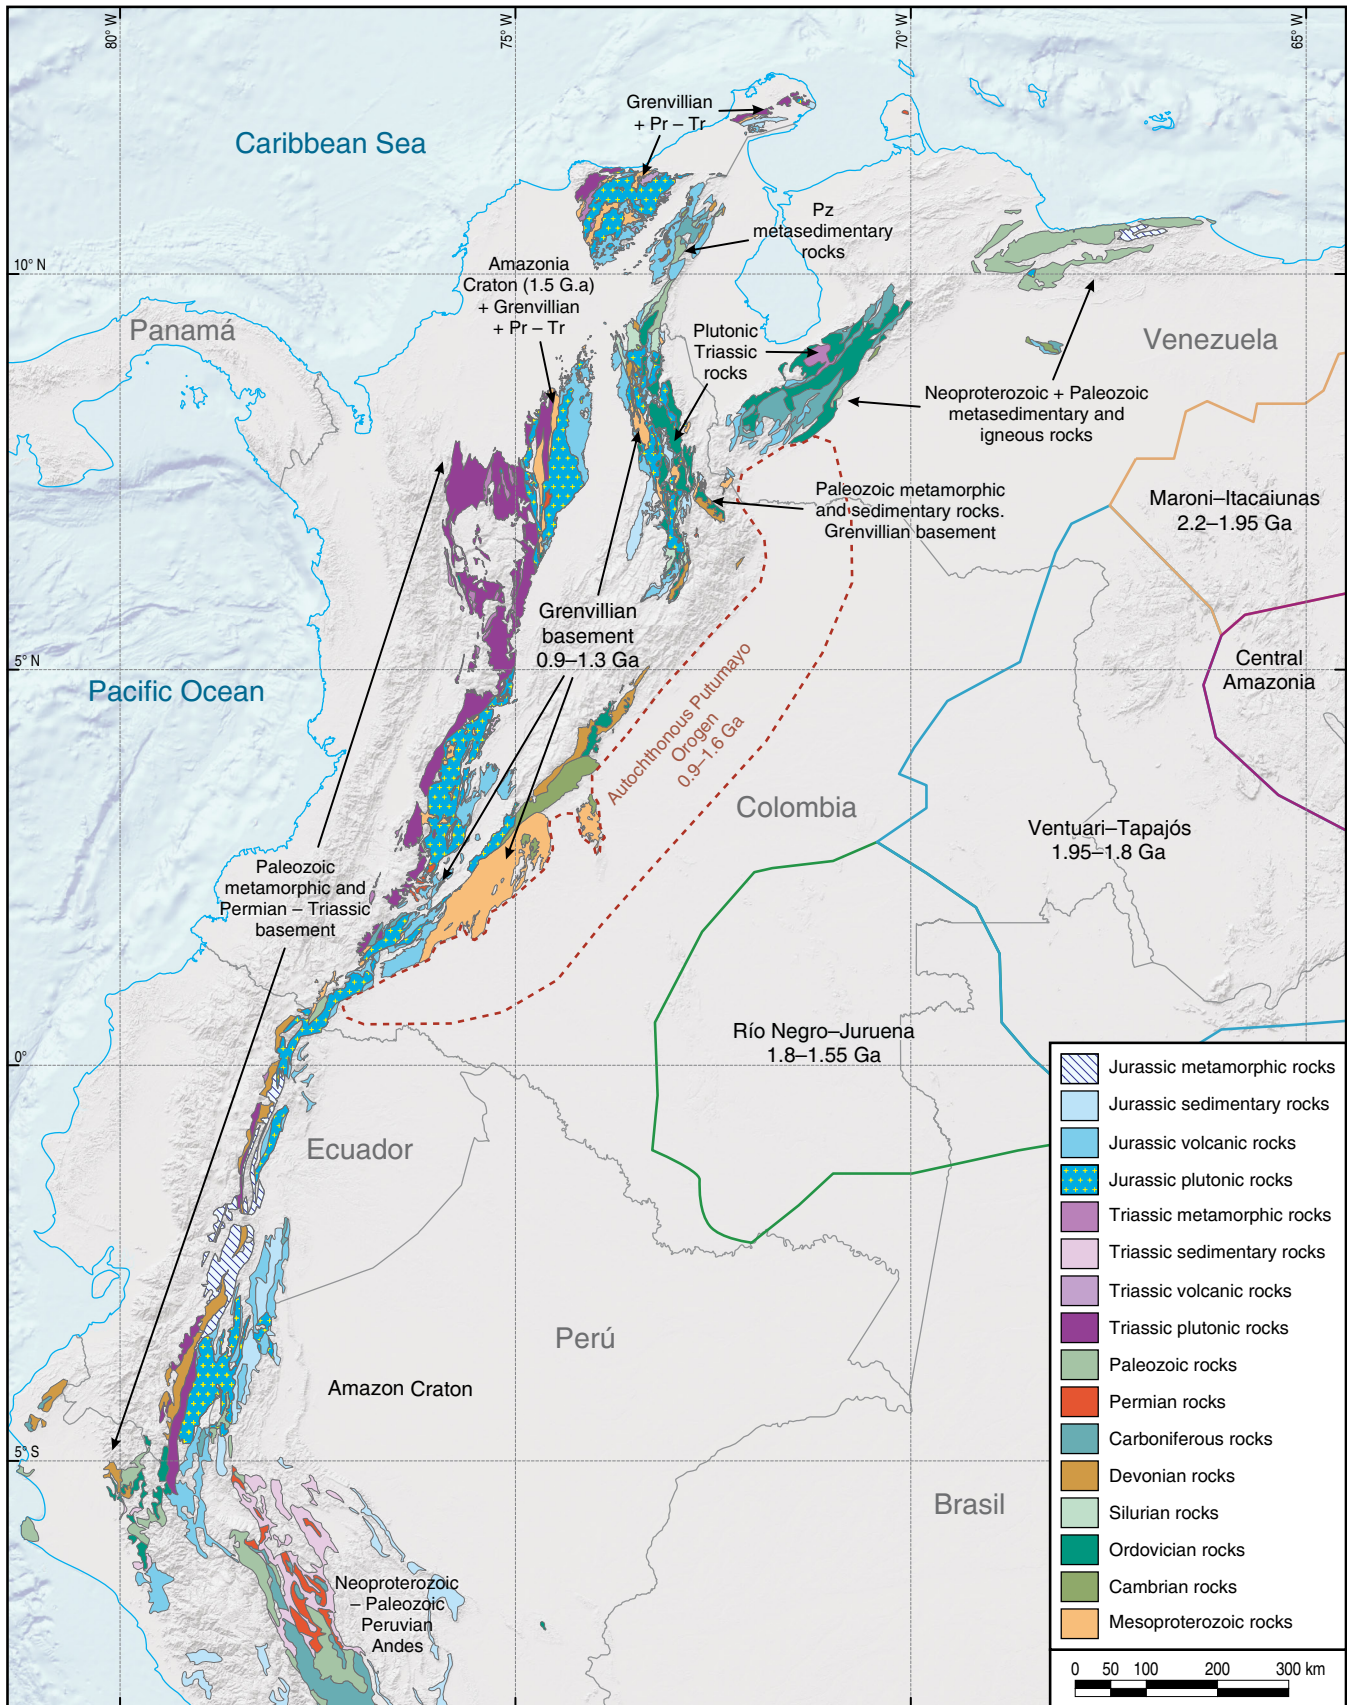 80° W
75° W
70° W
65° W
Caribbean Sea
Grenvillian
+ Pr – Tr
Pz
metasedimentary
rocks
10° N
Amazonia
Craton (1.5 G.a)
+ Grenvillian
+ Pr – Tr
Panamá
Plutonic
Triassic
rocks
Venezuela
Neoproterozoic + Paleozoic
metasedimentary and
igneous rocks
Paleozoic metamorphic
and sedimentary rocks.
Grenvillian basement
Maroni–Itacaiunas
2.2–1.95 Ga
Grenvillian
basement
0.9–1.3 Ga
5° N
Pacific Ocean
Central
Amazonia
Autochthonous Putumayo
Orogen
0.9–1.6 Ga
Colombia
Ventuari–Tapajós
1.95–1.8 Ga
Paleozoic
metamorphic and
Permian – Triassic
basement
Río Negro–Juruena
1.8–1.55 Ga
0°
Ecuador
Perú
Amazon Craton
5° S
Brasil
Neoproterozoic
– Paleozoic
Peruvian
Andes
Jurassic metamorphic rocks
Jurassic sedimentary rocks
Jurassic volcanic rocks
Jurassic plutonic rocks
Triassic metamorphic rocks
Triassic sedimentary rocks
Triassic volcanic rocks
Triassic plutonic rocks
Paleozoic rocks
Permian rocks
Carboniferous rocks
Devonian rocks
Silurian rocks
Ordovician rocks
Cambrian rocks
Mesoproterozoic rocks
0 50 100 200 300 km